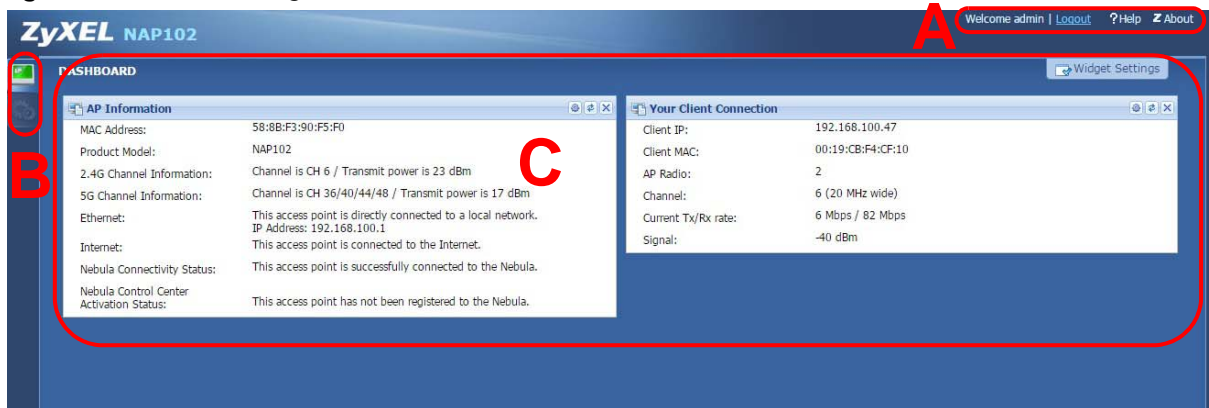 ZyXEL NAP102
A
Welcome admin | Logout ?Help Z About
B
C
DASHBOARD
Widget Settings
AP Information
MAC Address: 58:8B:F3:90:F5:F0
Product Model: NAP102
2.4G Channel Information: Channel is CH 6 / Transmit power is 23 dBm
5G Channel Information: Channel is CH 36/40/44/48 / Transmit power is 17 dBm
Ethernet: This access point is directly connected to a local network.
IP Address: 192.168.100.1
Internet: This access point is connected to the Internet.
Nebula Connectivity Status: This access point is successfully connected to the Nebula.
Nebula Control Center
Activation Status: This access point has not been registered to the Nebula.
Your Client Connection
Client IP: 192.168.100.47
Client MAC: 00:19:CB:F4:CF:10
AP Radio: 2
Channel: 6 (20 MHz wide)
Current Tx/Rx rate: 6 Mbps / 82 Mbps
Signal: -40 dBm